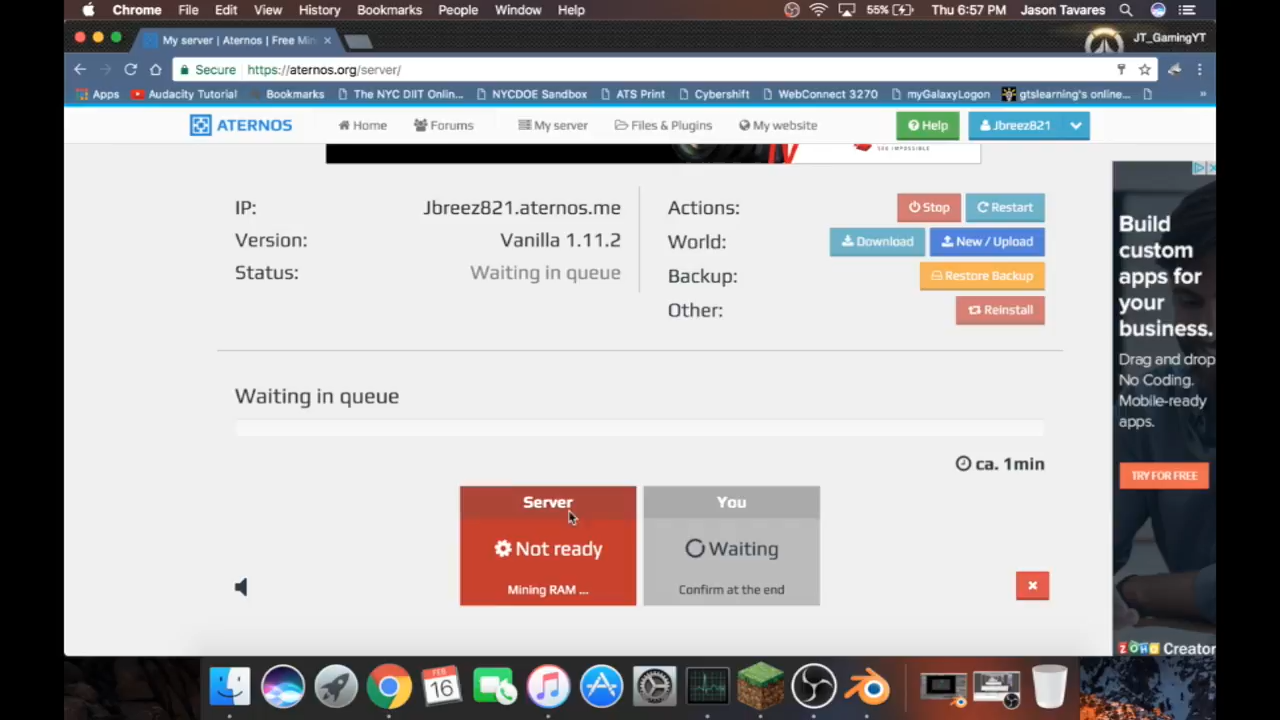 Chrome File Edit View History Bookmarks People Window Help 55% Thu 6:57 PM Jason Tavares
My server | Aternos | Free Min × JT_GamingYT
Secure https://aternos.org/server/
Apps Audacity Tutorial Bookmarks The NYC DIIT Onlin... NYCDOE Sandbox ATS Print Cybershift WebConnect 3270 myGalaxyLogon gtslearning's online... »
ATERNOS Home Forums My server Files & Plugins My website Help Jbreez821
SEE IMPOSSIBLE
IP: Jbreez821.aternos.me
Version: Vanilla 1.11.2
Status: Waiting in queue
Actions: Stop Restart
World: Download New / Upload
Backup: Restore Backup
Other: Reinstall
Waiting in queue
ca. 1min
Server
Not ready
Mining RAM ...
You
Waiting
Confirm at the end
×
Build
custom
apps for
your
business.
Drag and drop
No Coding.
Mobile-ready
apps.
TRY FOR FREE
ZOHO Creator
FEB
16